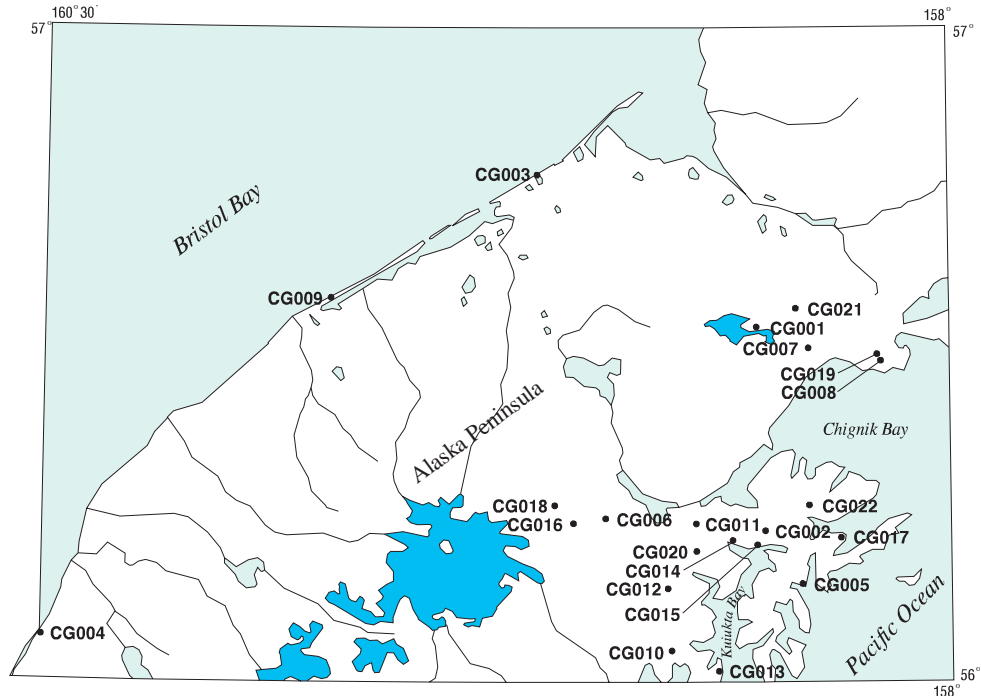 160°30'
158°
57°
57°
CG003
Bristol Bay
CG009
CG021
CG001
CG007
CG019
CG008
Alaska Peninsula
Chignik Bay
CG018
CG022
CG016
CG006
CG011
CG002
CG017
CG020
CG014
CG012
CG005
CG015
Kuiukta Bay
Pacific Ocean
CG004
CG010
CG013
56°
158°